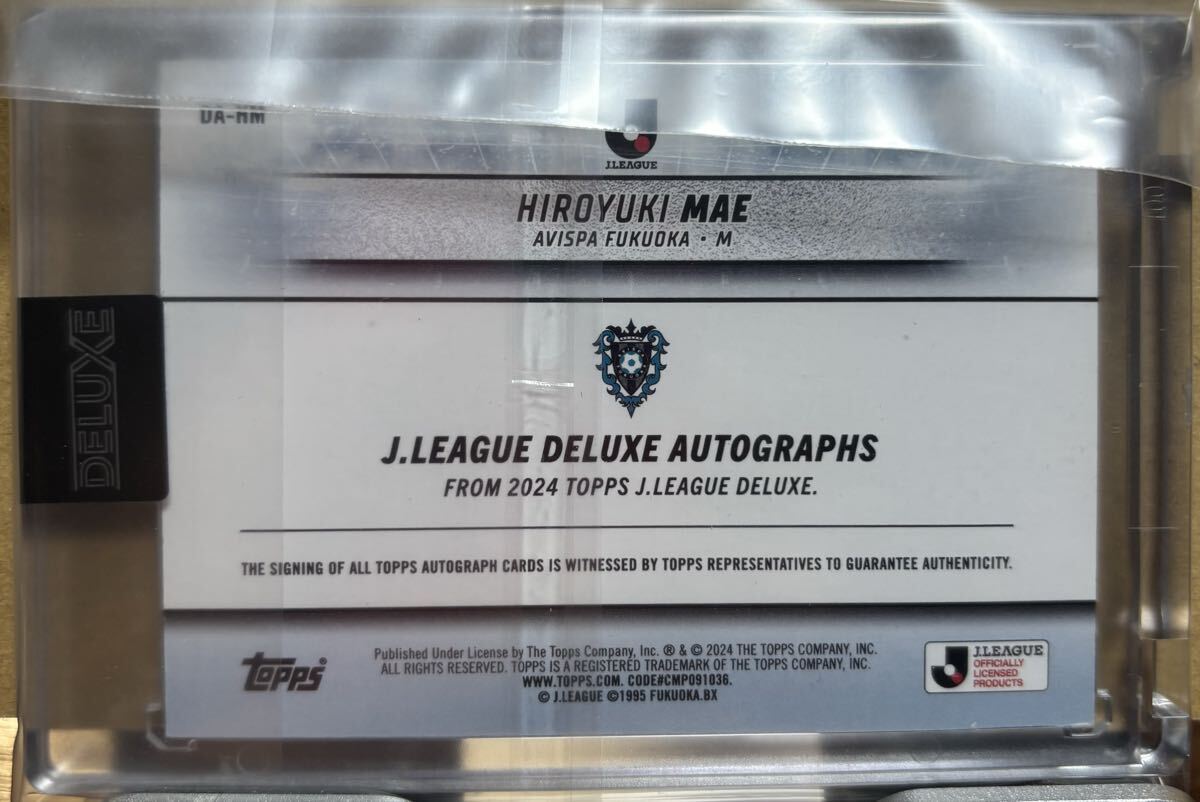 DA-HM
J.LEAGUE
HIROYUKI MAE
AVISPA FUKUOKA · M
DELUXE
J.LEAGUE DELUXE AUTOGRAPHS
FROM 2024 TOPPS J.LEAGUE DELUXE.
THE SIGNING OF ALL TOPPS AUTOGRAPH CARDS IS WITNESSED BY TOPPS REPRESENTATIVES TO GUARANTEE AUTHENTICITY.
topps®
Published Under License by The Topps Company, Inc. ® & © 2024 THE TOPPS COMPANY, INC.
ALL RIGHTS RESERVED. TOPPS IS A REGISTERED TRADEMARK OF THE TOPPS COMPANY, INC.
WWW.TOPPS.COM. CODE#CMP091036.
© J.LEAGUE ©1995 FUKUOKA.BX
J.LEAGUE
OFFICIALLY
LICENSED
PRODUCTS